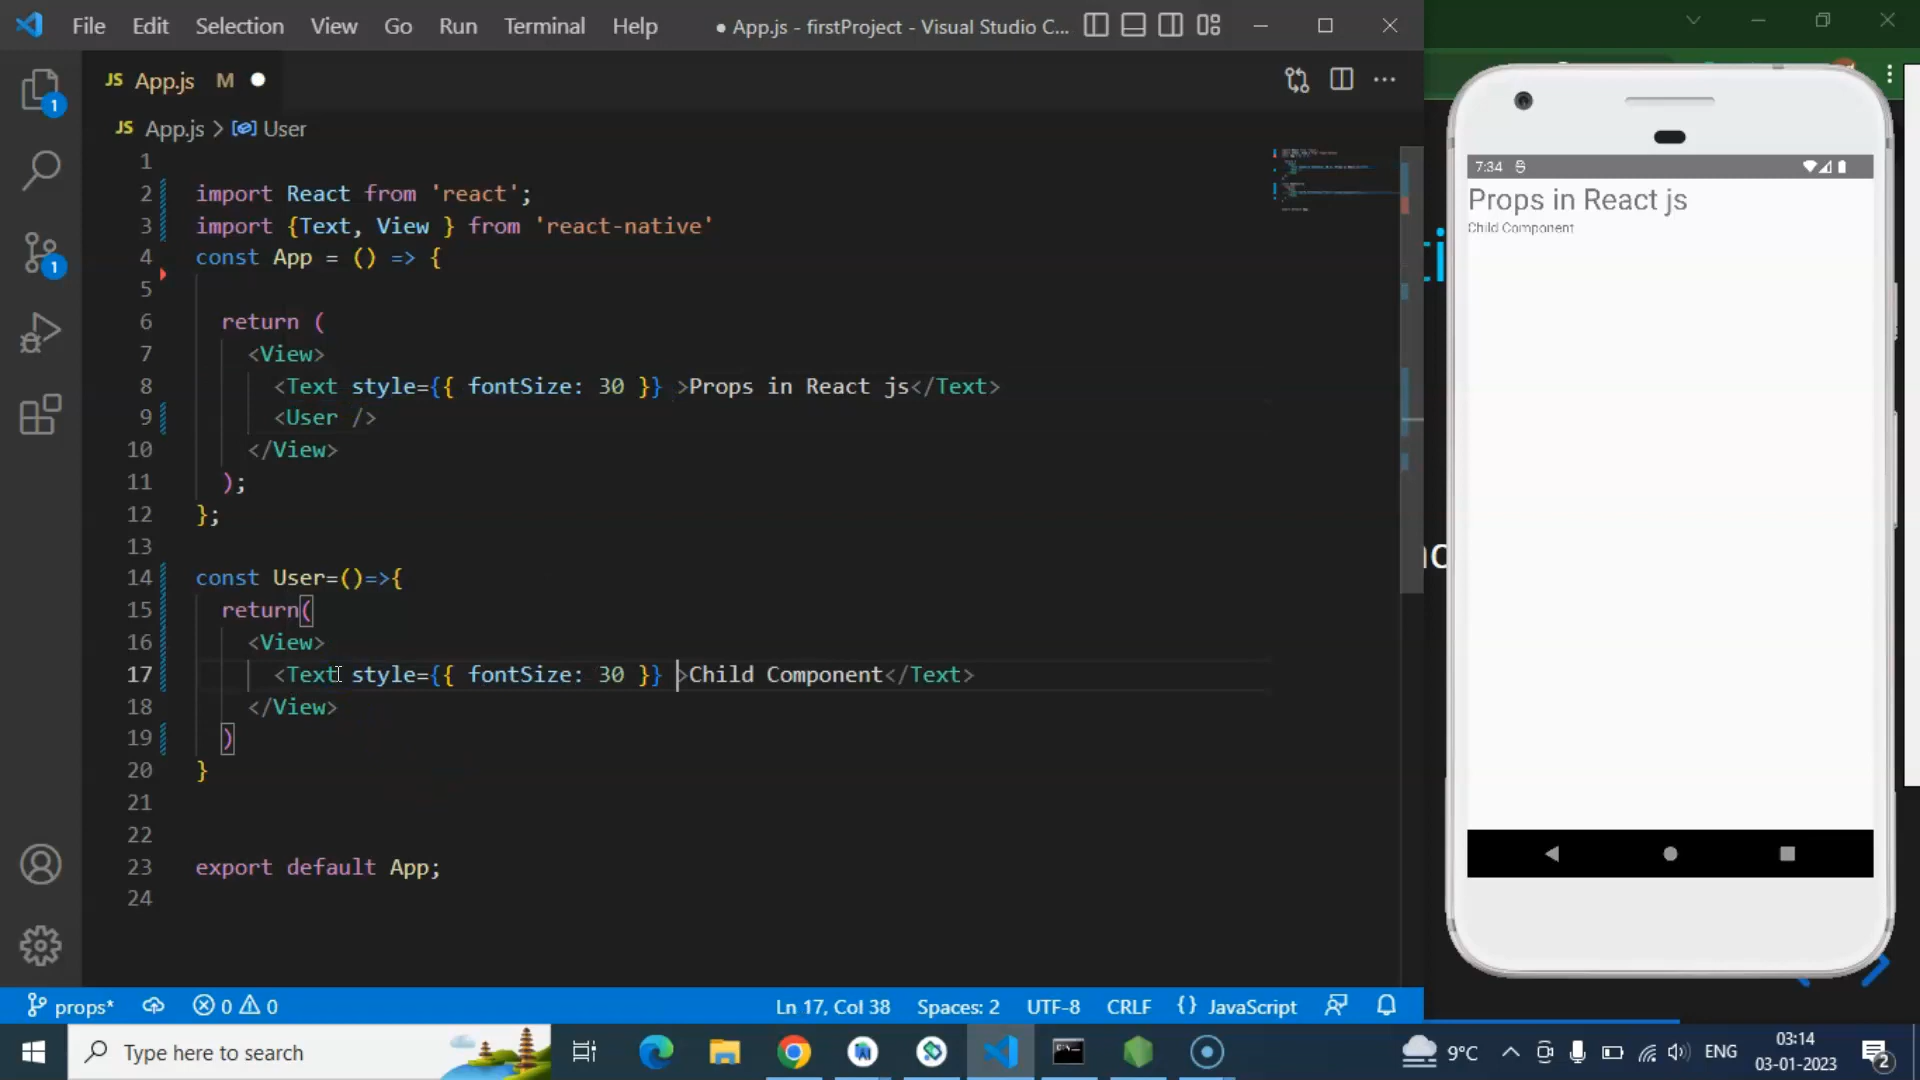 File Edit Selection View Go Run Terminal Help ● App.js - firstProject - Visual Studio C...
JS App.js M
JS App.js > User
1
2 import React from 'react';
3 import {Text, View } from 'react-native'
4 const App = () => {
5
6 return (
7 <View>
8 <Text style={{ fontSize: 30 }} >Props in React js</Text>
9 <User />
10 </View>
11 );
12 };
13
14 const User=()=>{
15 return(
16 <View>
17 <Text style={{ fontSize: 30 }} >Child Component</Text>
18 </View>
19 )
20 }
21
22
23 export default App;
24
1
1
7:34
Props in React js
Child Component
props* 0 0 Ln 17, Col 38 Spaces: 2 UTF-8 CRLF {} JavaScript
Type here to search
9°C ENG 03:14
03-01-2023
2